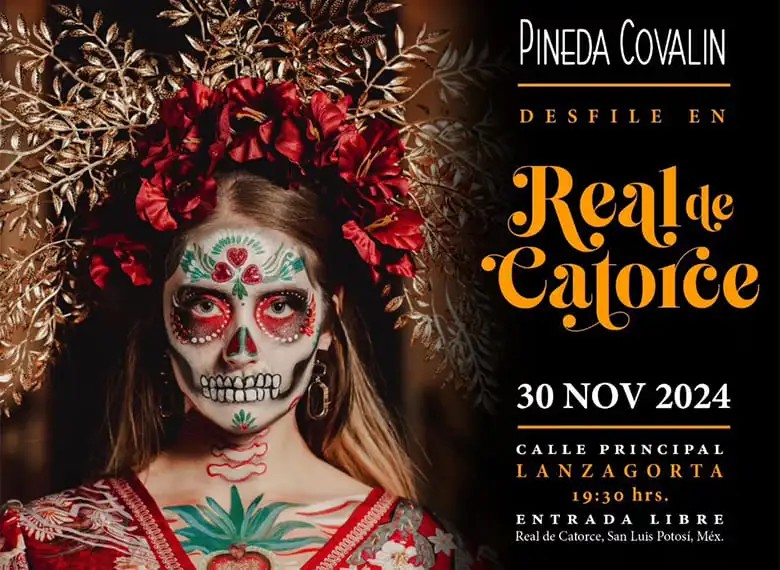 PINEDA COVALIN
DESFILE EN
Real de
Catorce
30 NOV 2024
CALLE PRINCIPAL
LANZAGORTA
19:30 hrs.
ENTRADA LIBRE
Real de Catorce, San Luis Potosí, Méx.